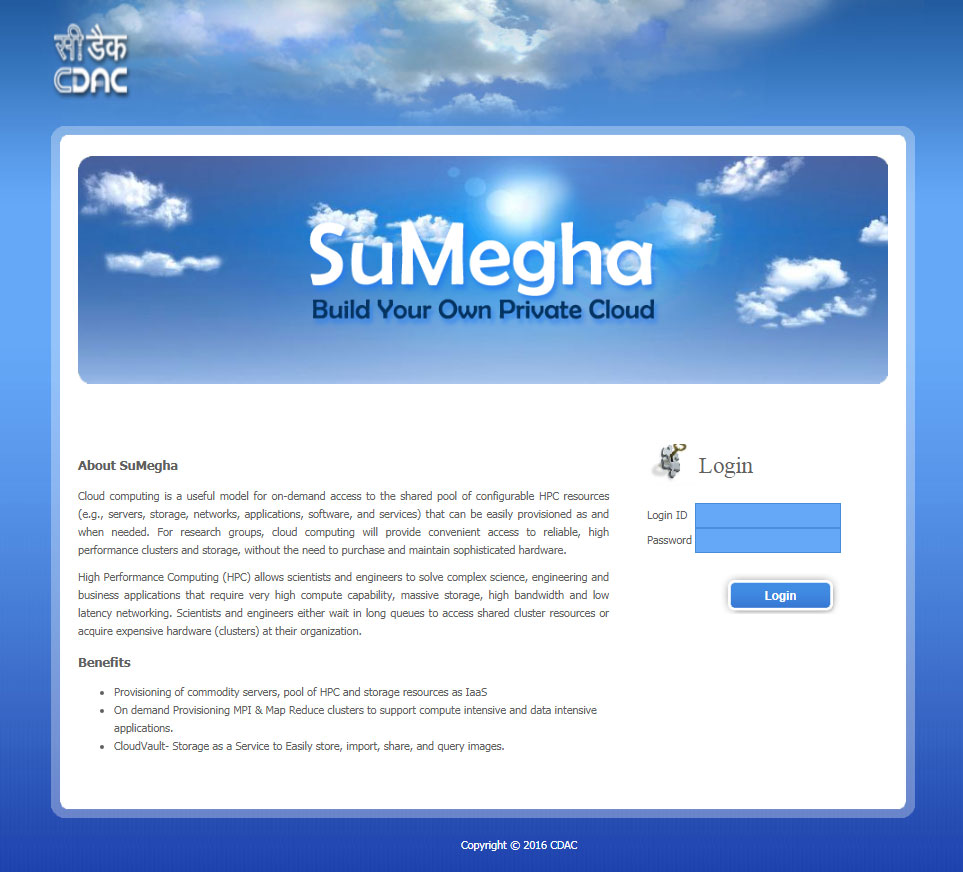 सी डैक
CDAC
SuMegha
Build Your Own Private Cloud
About SuMegha
Cloud computing is a useful model for on-demand access to the shared pool of configurable HPC resources
(e.g., servers, storage, networks, applications, software, and services) that can be easily provisioned as and
when needed. For research groups, cloud computing will provide convenient access to reliable, high
performance clusters and storage, without the need to purchase and maintain sophisticated hardware.
High Performance Computing (HPC) allows scientists and engineers to solve complex science, engineering and
business applications that require very high compute capability, massive storage, high bandwidth and low
latency networking. Scientists and engineers either wait in long queues to access shared cluster resources or
acquire expensive hardware (clusters) at their organization.
Benefits
• Provisioning of commodity servers, pool of HPC and storage resources as IaaS
• On demand Provisioning MPI & Map Reduce clusters to support compute intensive and data intensive
applications.
• CloudVault- Storage as a Service to Easily store, import, share, and query images.
Login
Login ID
Password
Login
Copyright © 2016 CDAC